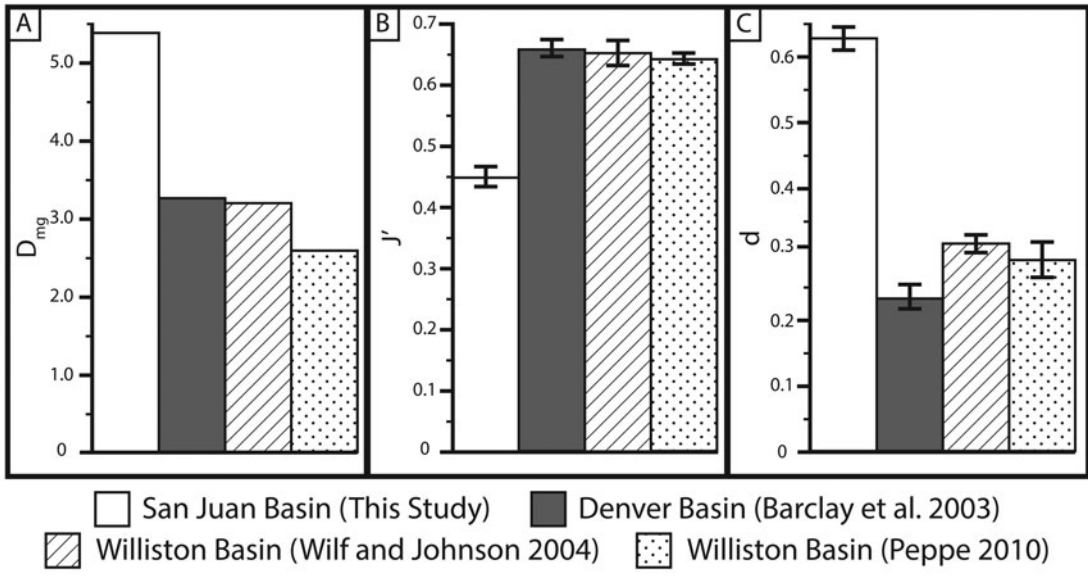 A
5.0
4.0
3.0
2.0
1.0
0
Dmg
B
0.7
0.6
0.5
0.4
0.3
0.2
0.1
0
J'
C
0.6
0.5
0.6
0.3
0.2
0.1
0
d
San Juan Basin (This Study)
Denver Basin (Barclay et al. 2003)
Williston Basin (Wilf and Johnson 2004)
Williston Basin (Peppe 2010)